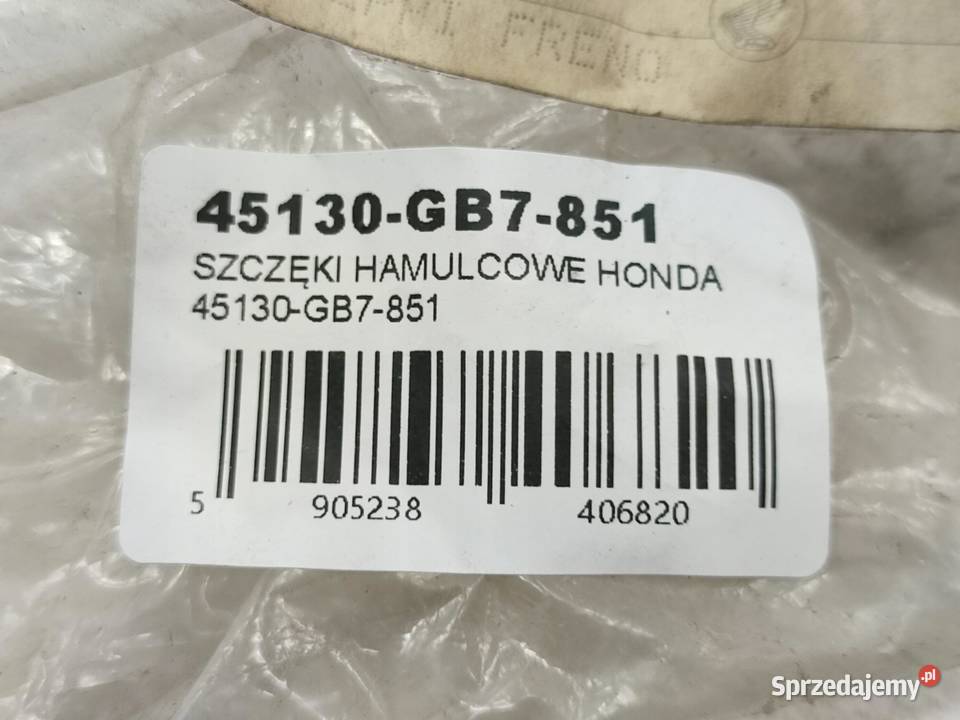 FRENO
45130-GB7-851
SZCZĘKI HAMULCOWE HONDA
45130-GB7-851
5 905238 406820
Sprzedajemy.pl